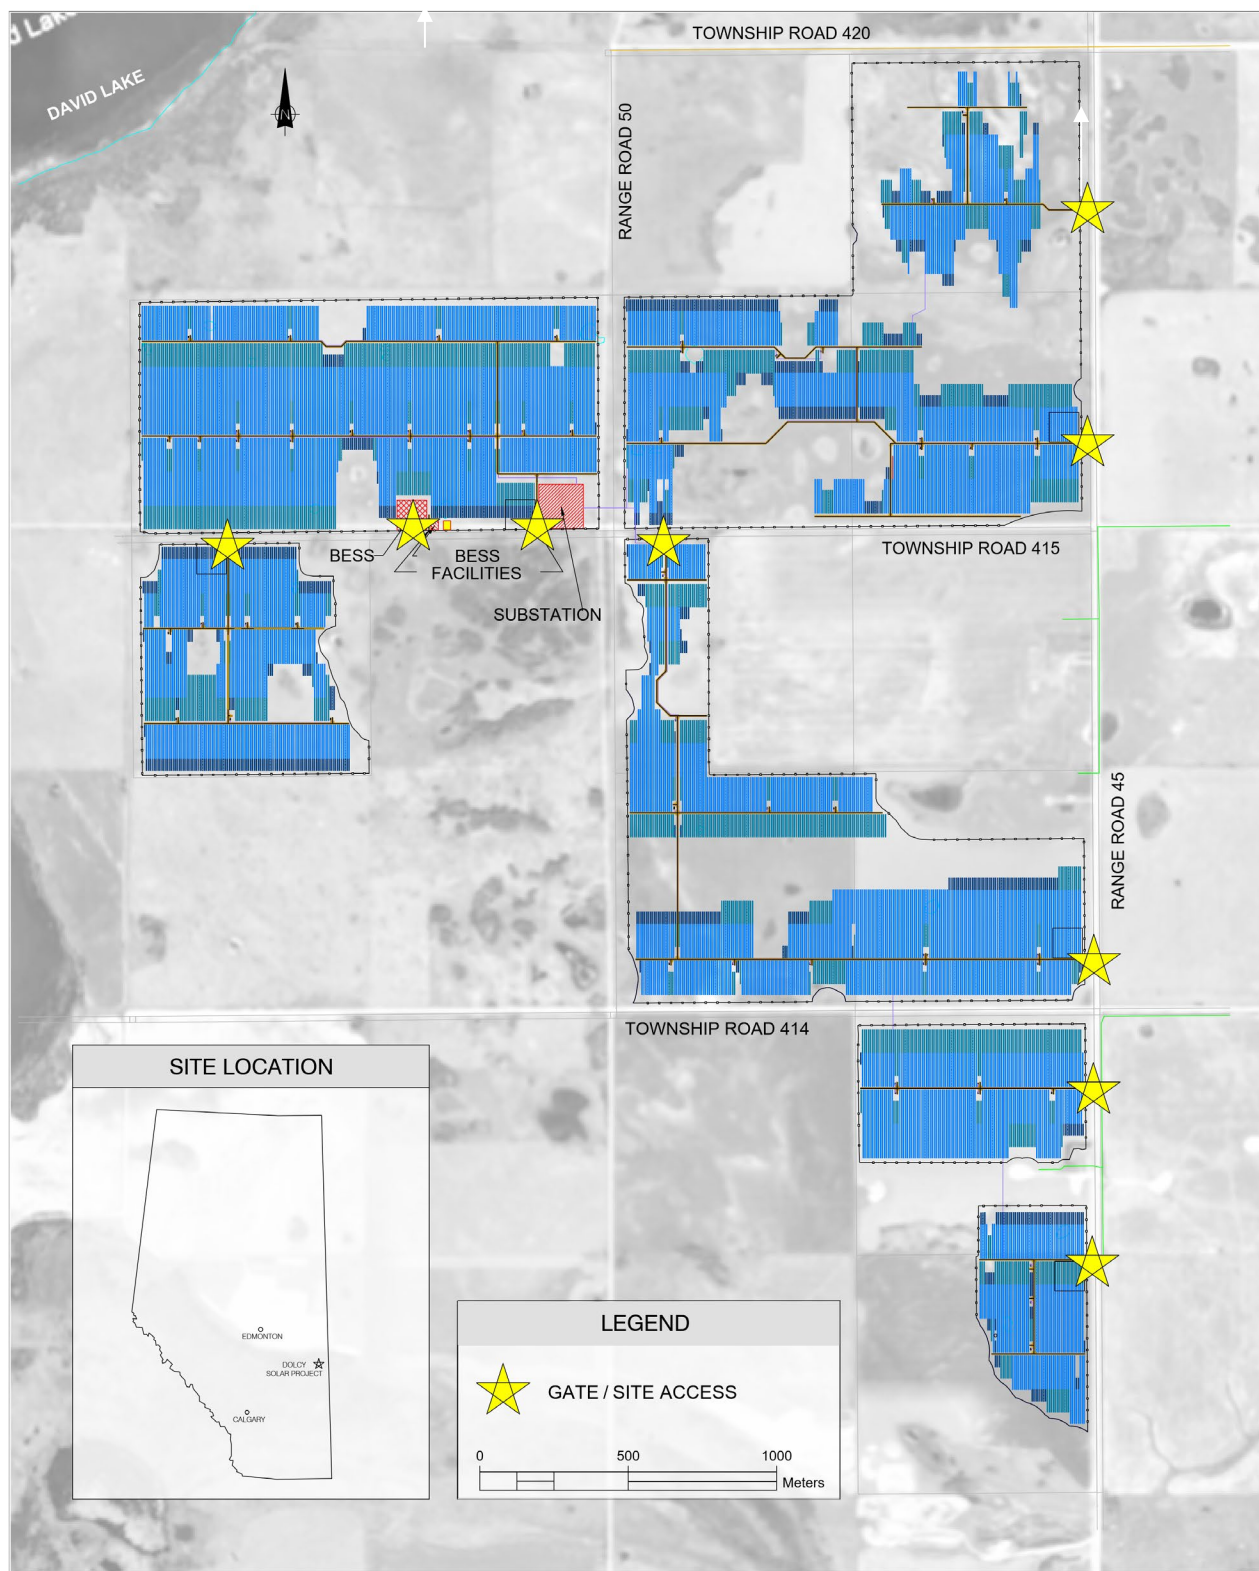 TOWNSHIP ROAD 420
d Lake
DAVID LAKE
N
RANGE ROAD 50
TOWNSHIP ROAD 415
BESS
BESS
FACILITIES
SUBSTATION
RANGE ROAD 45
TOWNSHIP ROAD 414
SITE LOCATION
EDMONTON
DOLCY
SOLAR PROJECT
CALGARY
LEGEND
GATE / SITE ACCESS
0 500 1000
Meters